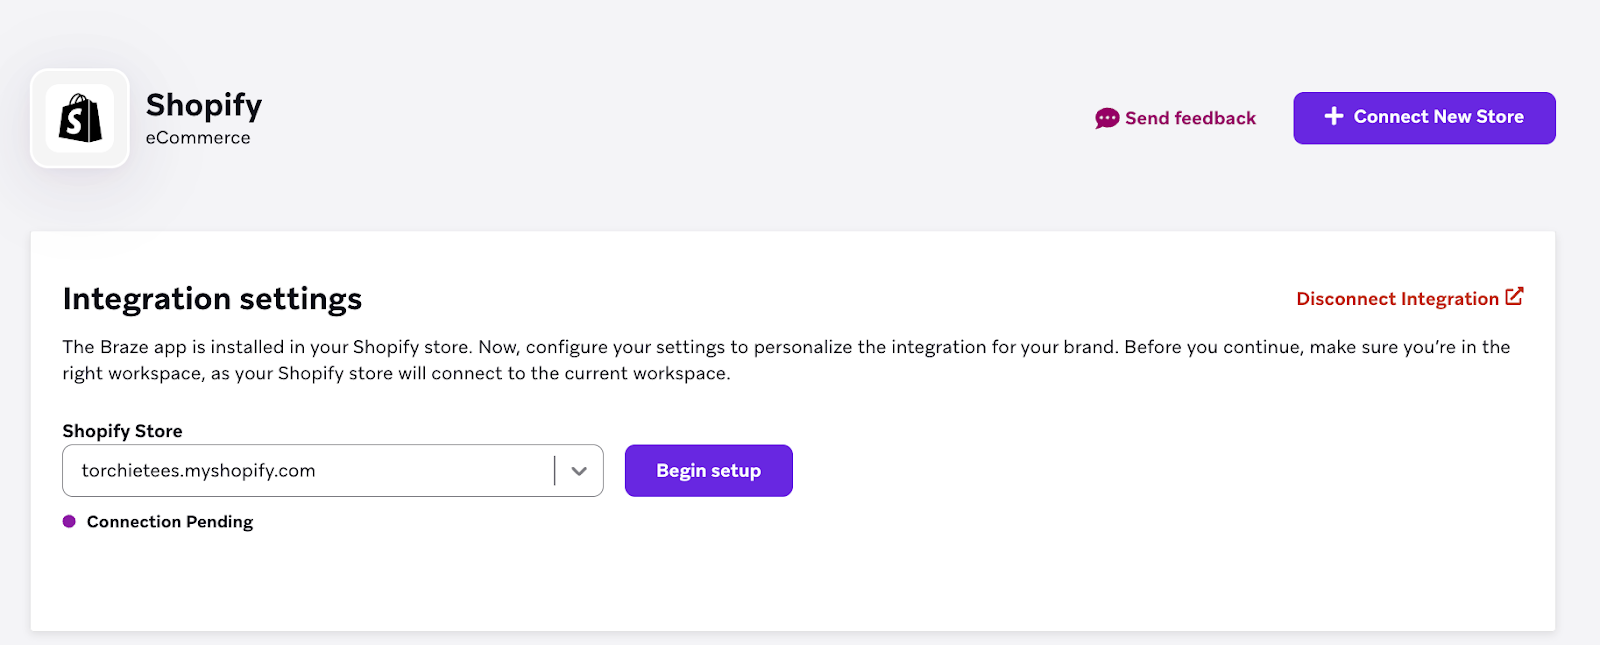 Shopify
eCommerce
Send feedback
Connect New Store
Integration settings
Disconnect Integration
The Braze app is installed in your Shopify store. Now, configure your settings to personalize the integration for your brand. Before you continue, make sure you’re in the
right workspace, as your Shopify store will connect to the current workspace.
Shopify Store
torchietees.myshopify.com
Begin setup
Connection Pending